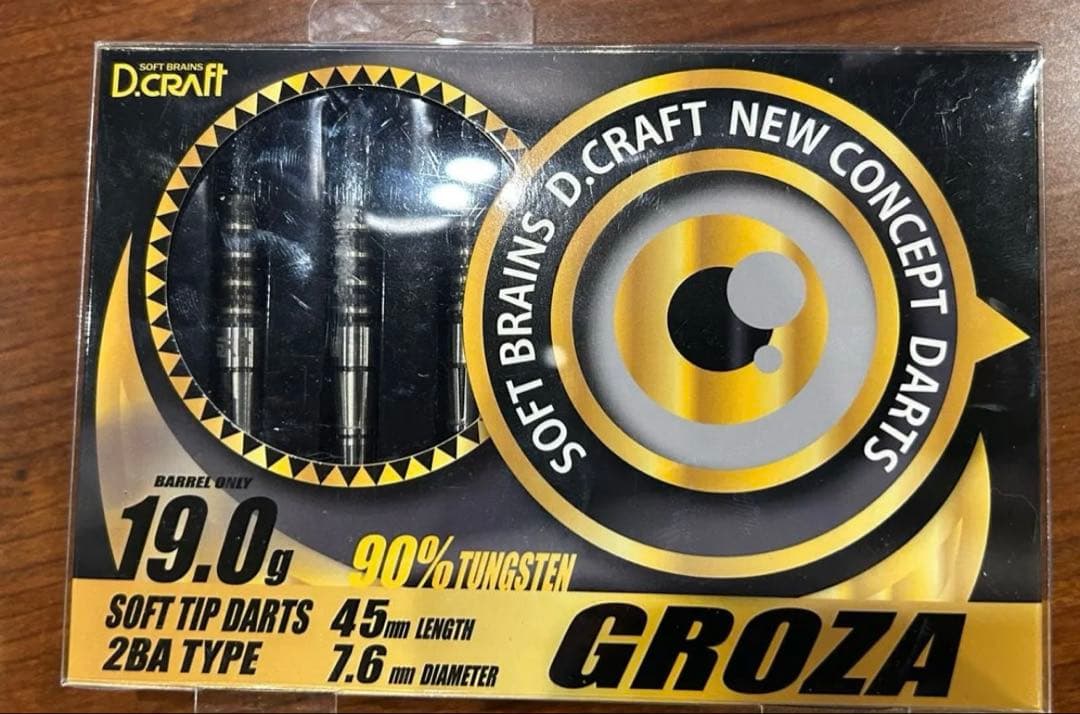 SOFT BRAINS
D.CRAft
SOFT BRAINS D.CRAFT NEW CONCEPT DARTS
BARREL ONLY
19.0g
90% TUNGSTEN
SOFT TIP DARTS
2BA TYPE
45mm LENGTH
7.6 mm DIAMETER
GROZA